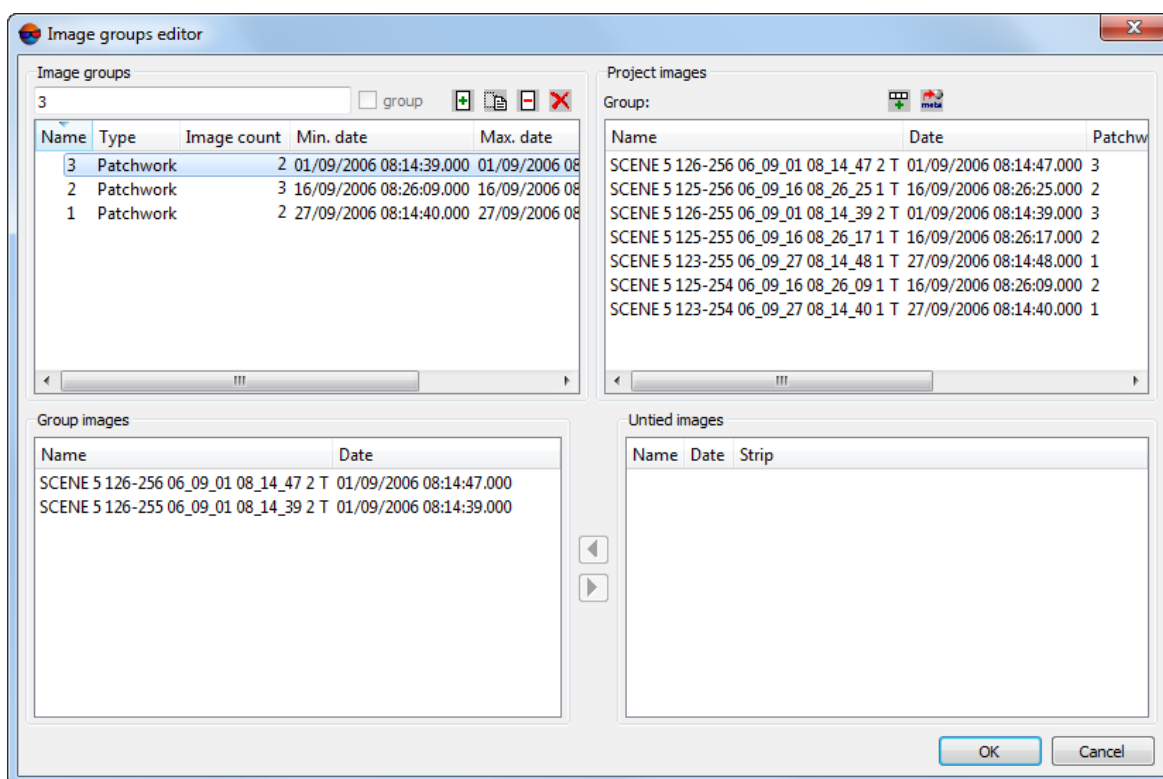 Image groups editor
Image groups
3
group
Name Type Image count Min. date Max. date
3 Patchwork 2 01/09/2006 08:14:39.000 01/09/2006 08
2 Patchwork 3 16/09/2006 08:26:09.000 16/09/2006 08
1 Patchwork 2 27/09/2006 08:14:40.000 27/09/2006 08
Project images
Group:
meta
Name Date Patchw
SCENE 5 126-256 06_09_01 08_14_47 2 T 01/09/2006 08:14:47.000 3
SCENE 5 125-256 06_09_16 08_26_25 1 T 16/09/2006 08:26:25.000 2
SCENE 5 126-255 06_09_01 08_14_39 2 T 01/09/2006 08:14:39.000 3
SCENE 5 125-255 06_09_16 08_26_17 1 T 16/09/2006 08:26:17.000 2
SCENE 5 123-255 06_09_27 08_14_48 1 T 27/09/2006 08:14:48.000 1
SCENE 5 125-254 06_09_16 08_26_09 1 T 16/09/2006 08:26:09.000 2
SCENE 5 123-254 06_09_27 08_14_40 1 T 27/09/2006 08:14:40.000 1
Group images
Name Date
SCENE 5 126-256 06_09_01 08_14_47 2 T 01/09/2006 08:14:47.000
SCENE 5 126-255 06_09_01 08_14_39 2 T 01/09/2006 08:14:39.000
Untied images
Name Date Strip
OK Cancel